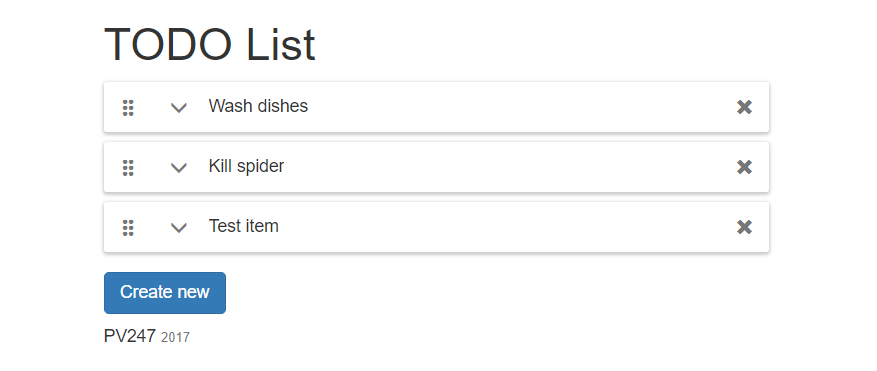 TODO List
Wash dishes
Kill spider
Test item
Create new
PV247 2017